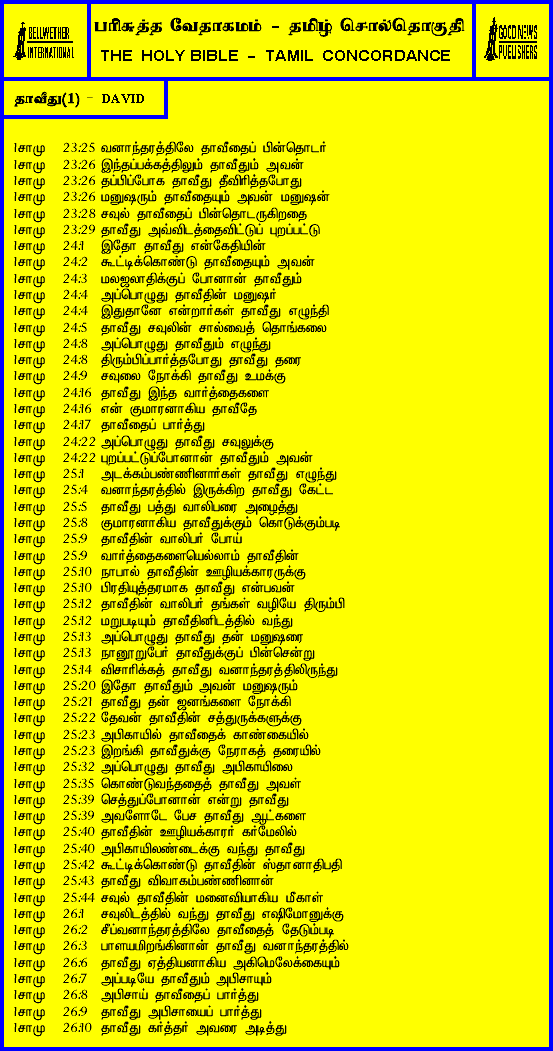 BELLWETHER
INTERNATIONAL
பரிசுத்த வேதாகமம் - தமிழ் சொல்தொகுதி
THE HOLY BIBLE - TAMIL CONCORDANCE
GOOD NEWS
PUBLISHERS
தாவீது(1) - DAVID
1சாமு 23:25 வனாந்தரத்திலே தாவீதைப் பின்தொடர்
1சாமு 23:26 இந்தப்பக்கத்திலும் தாவீதும் அவன்
1சாமு 23:26 தப்பிப்போக தாவீது தீவிரித்தபோது
1சாமு 23:26 மனுஷரும் தாவீதையும் அவன் மனுஷன்
1சாமு 23:28 சவுல் தாவீதைப் பின்தொடருகிறதை
1சாமு 23:29 தாவீது அவ்விடத்தைவிட்டுப் புறப்பட்டு
1சாமு 24:1 இதோ தாவீது என்கேதியின்
1சாமு 24:2 கூட்டிக்கொண்டு தாவீதையும் அவன்
1சாமு 24:3 மலஜலாதிக்குப் போனான் தாவீதும்
1சாமு 24:4 அப்பொழுது தாவீதின் மனுஷர்
1சாமு 24:4 இதுதானே என்றார்கள் தாவீது எழுந்தி
1சாமு 24:5 தாவீது சவுலின் சால்வைத் தொங்கலை
1சாமு 24:8 அப்பொழுது தாவீதும் எழுந்து
1சாமு 24:8 திரும்பிப்பார்த்தபோது தாவீது தரை
1சாமு 24:9 சவுலை நோக்கி தாவீது உமக்கு
1சாமு 24:16 தாவீது இந்த வார்த்தைகளை
1சாமு 24:16 என் குமாரனாகிய தாவீதே
1சாமு 24:17 தாவீதைப் பார்த்து
1சாமு 24:22 அப்பொழுது தாவீது சவுலுக்கு
1சாமு 24:22 புறப்பட்டுப்போனான் தாவீதும் அவன்
1சாமு 25:1 அடக்கம்பண்ணினார்கள் தாவீது எழுந்து
1சாமு 25:4 வனாந்தரத்தில் இருக்கிற தாவீது கேட்ட
1சாமு 25:5 தாவீது பத்து வாலிபரை அழைத்து
1சாமு 25:8 குமாரனாகிய தாவீதுக்கும் கொடுக்கும்படி
1சாமு 25:9 தாவீதின் வாலிபர் போய்
1சாமு 25:9 வார்த்தைகளையெல்லாம் தாவீதின்
1சாமு 25:10 நாபால் தாவீதின் ஊழியக்காரருக்கு
1சாமு 25:10 பிரதியுத்தரமாக தாவீது என்பவன்
1சாமு 25:12 தாவீதின் வாலிபர் தங்கள் வழியே திரும்பி
1சாமு 25:12 மறுபடியும் தாவீதினிடத்தில் வந்து
1சாமு 25:13 அப்பொழுது தாவீது தன் மனுஷரை
1சாமு 25:13 நானூறுபேர் தாவீதுக்குப் பின்சென்று
1சாமு 25:14 விசாரிக்கத் தாவீது வனாந்தரத்திலிருந்து
1சாமு 25:20 இதோ தாவீதும் அவன் மனுஷரும்
1சாமு 25:21 தாவீது தன் ஜனங்களை நோக்கி
1சாமு 25:22 தேவன் தாவீதின் சத்துருக்களுக்கு
1சாமு 25:23 அபிகாயில் தாவீதைக் காண்கையில்
1சாமு 25:23 இறங்கி தாவீதுக்கு நேராகத் தரையில்
1சாமு 25:32 அப்பொழுது தாவீது அபிகாயிலை
1சாமு 25:35 கொண்டுவந்ததைத் தாவீது அவள்
1சாமு 25:39 செத்துப்போனான் என்று தாவீது
1சாமு 25:39 அவளோடே பேச தாவீது ஆட்களை
1சாமு 25:40 தாவீதின் ஊழியக்காரர் கர்மேலில்
1சாமு 25:40 அபிகாயிலண்டைக்கு வந்து தாவீது
1சாமு 25:42 கூட்டிக்கொண்டு தாவீதின் ஸ்தானாதிபதி
1சாமு 25:43 தாவீது விவாகம்பண்ணினான்
1சாமு 25:44 சவுல் தாவீதின் மனைவியாகிய மீகாள்
1சாமு 26:1 சவுலிடத்தில் வந்து தாவீது எஷிமோனுக்கு
1சாமு 26:2 சீப்வனாந்தரத்திலே தாவீதைத் தேடும்படி
1சாமு 26:3 பாளயமிறங்கினான் தாவீது வனாந்தரத்தில்
1சாமு 26:6 தாவீது ஏத்தியனாகிய அகிமெலேக்கையும்
1சாமு 26:7 அப்படியே தாவீதும் அபிசாயும்
1சாமு 26:8 அபிசாய் தாவீதைப் பார்த்து
1சாமு 26:9 தாவீது அபிசாயைப் பார்த்து
1சாமு 26:10 தாவீது கர்த்தர் அவரை அடித்து